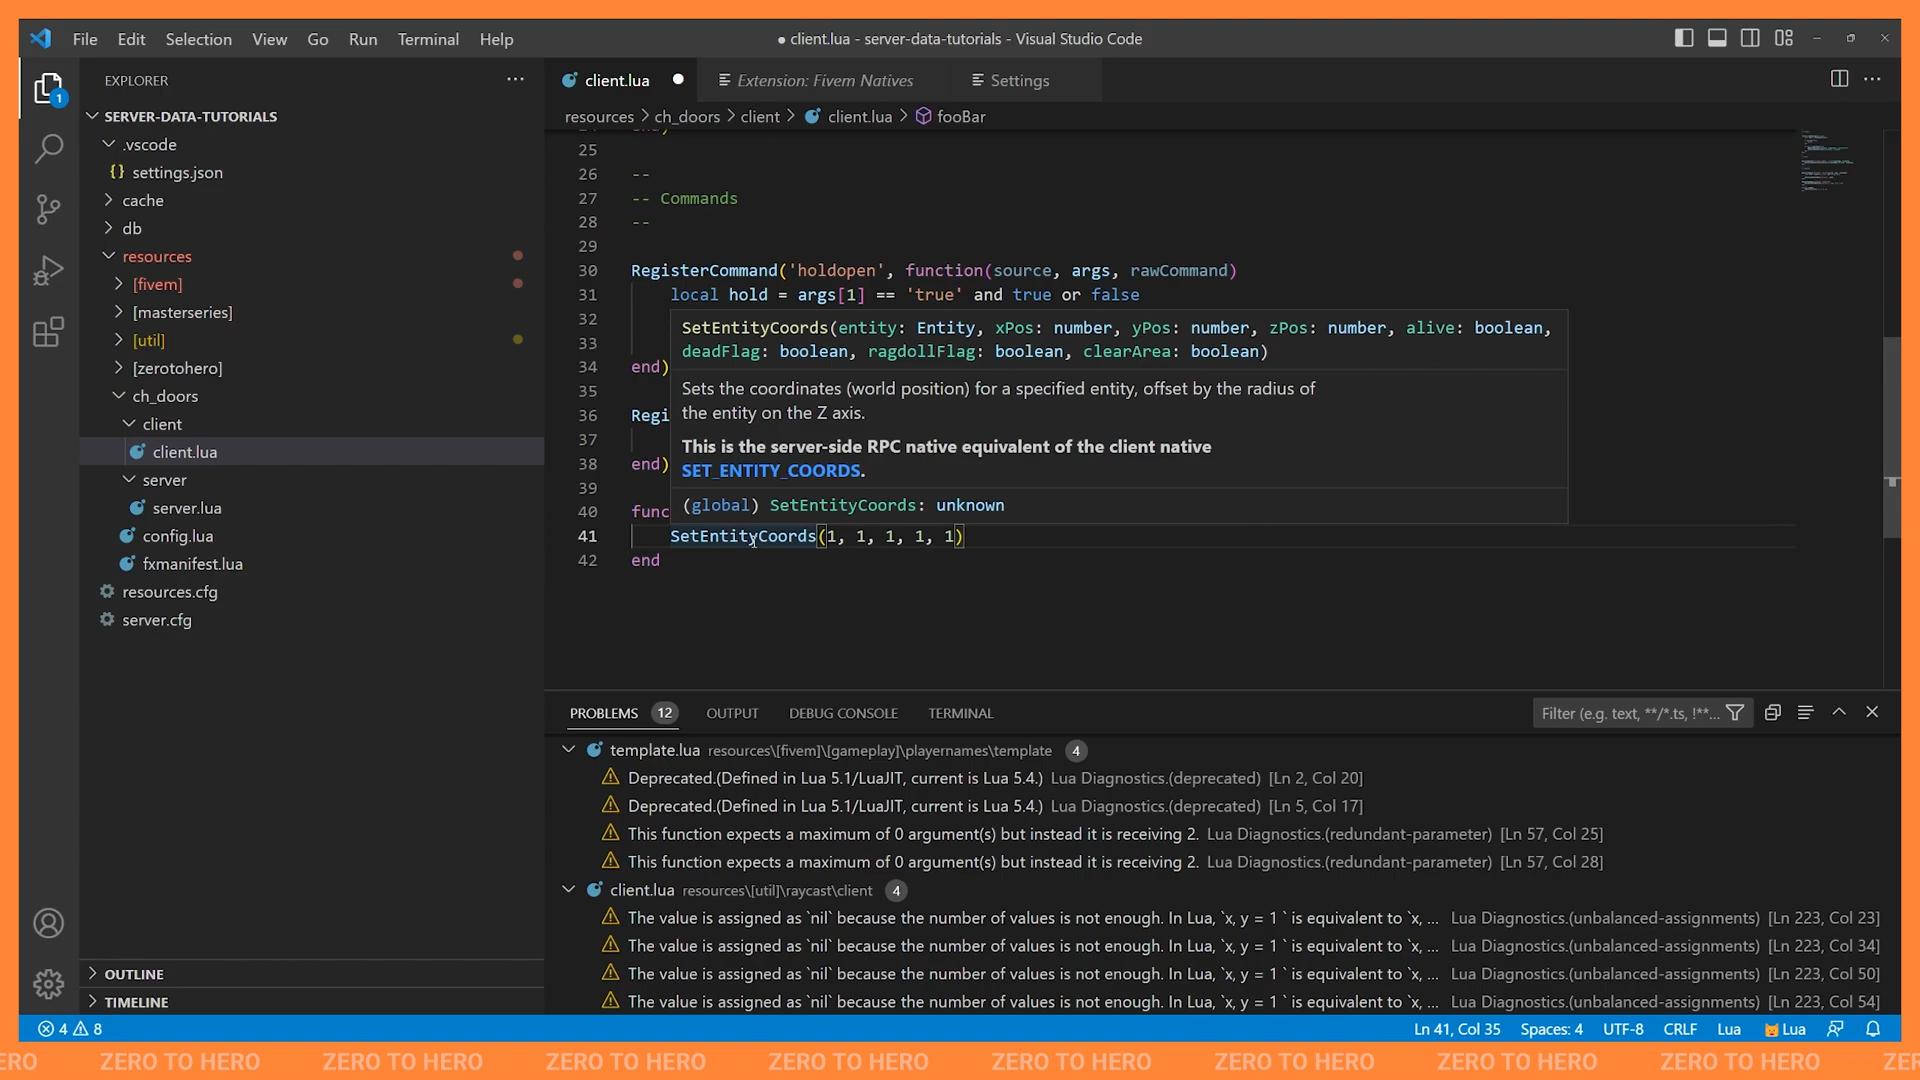 File Edit Selection View Go Run Terminal Help
● client.lua - server-data-tutorials - Visual Studio Code
EXPLORER
client.lua
Extension: Fivem Natives
Settings
1
resources > ch_doors > client > client.lua > fooBar
SERVER-DATA-TUTORIALS
.vscode
{} settings.json
cache
db
resources
[fivem]
[masterseries]
[util]
[zerotohero]
ch_doors
client
client.lua
server
server.lua
config.lua
fxmanifest.lua
resources.cfg
server.cfg
OUTLINE
TIMELINE
25
26 --
27 -- Commands
28 --
29
30 RegisterCommand('holdopen', function(source, args, rawCommand)
31 local hold = args[1] == 'true' and true or false
32
33
34 end)
35
36 Regi
37
38 end)
39
40 func
41 SetEntityCoords(1, 1, 1, 1, 1)
42 end
SetEntityCoords(entity: Entity, xPos: number, yPos: number, zPos: number, alive: boolean,
deadFlag: boolean, ragdollFlag: boolean, clearArea: boolean)
Sets the coordinates (world position) for a specified entity, offset by the radius of
the entity on the Z axis.
This is the server-side RPC native equivalent of the client native
SET_ENTITY_COORDS.
(global) SetEntityCoords: unknown
PROBLEMS 12 OUTPUT DEBUG CONSOLE TERMINAL
Filter (e.g. text, **/*.ts, !**...
template.lua resources\[fivem]\[gameplay]\playernames\template 4
Deprecated.(Defined in Lua 5.1/LuaJIT, current is Lua 5.4.) Lua Diagnostics.(deprecated) [Ln 2, Col 20]
Deprecated.(Defined in Lua 5.1/LuaJIT, current is Lua 5.4.) Lua Diagnostics.(deprecated) [Ln 5, Col 17]
This function expects a maximum of 0 argument(s) but instead it is receiving 2. Lua Diagnostics.(redundant-parameter) [Ln 57, Col 25]
This function expects a maximum of 0 argument(s) but instead it is receiving 2. Lua Diagnostics.(redundant-parameter) [Ln 57, Col 28]
client.lua resources\[util]\raycast\client 4
The value is assigned as `nil` because the number of values is not enough. In Lua, `x, y = 1 ` is equivalent to `x, ... Lua Diagnostics.(unbalanced-assignments) [Ln 223, Col 23]
The value is assigned as `nil` because the number of values is not enough. In Lua, `x, y = 1 ` is equivalent to `x, ... Lua Diagnostics.(unbalanced-assignments) [Ln 223, Col 34]
The value is assigned as `nil` because the number of values is not enough. In Lua, `x, y = 1 ` is equivalent to `x, ... Lua Diagnostics.(unbalanced-assignments) [Ln 223, Col 50]
The value is assigned as `nil` because the number of values is not enough. In Lua, `x, y = 1 ` is equivalent to `x, ... Lua Diagnostics.(unbalanced-assignments) [Ln 223, Col 54]
4 8
Ln 41, Col 35 Spaces: 4 UTF-8 CRLF Lua Lua
ERO ZERO TO HERO ZERO TO HERO ZERO TO HERO ZERO TO HERO ZERO TO HERO ZERO TO HERO ZERO TO HERO ZERO TO HERO ZE